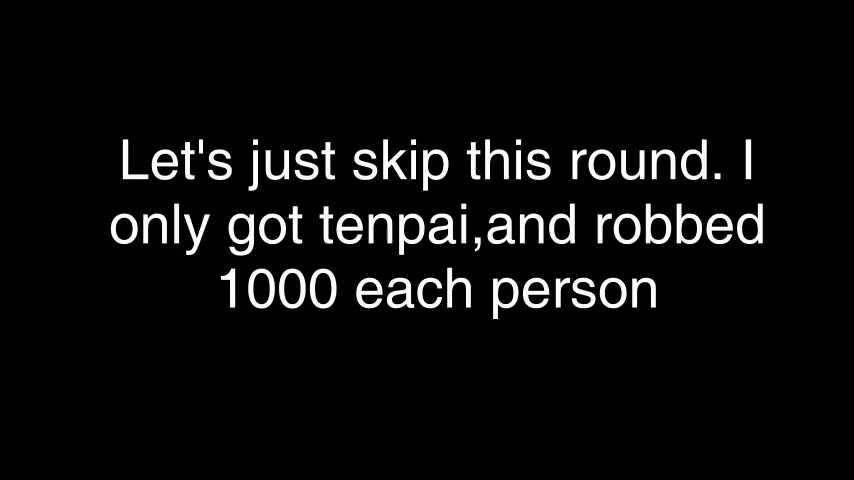 Let's just skip this round. I
only got tenpai,and robbed
1000 each person